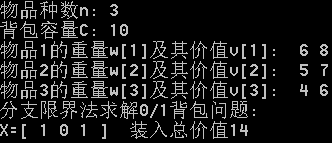 物品种数n: 3
背包容量C: 10
物品1的重量w[1]及其价值v[1]:  6 8
物品2的重量w[2]及其价值v[2]:  5 7
物品3的重量w[3]及其价值v[3]:  4 6
分支限界法求解0/1背包问题:
X=[ 1 0 1 ]  装入总价值14